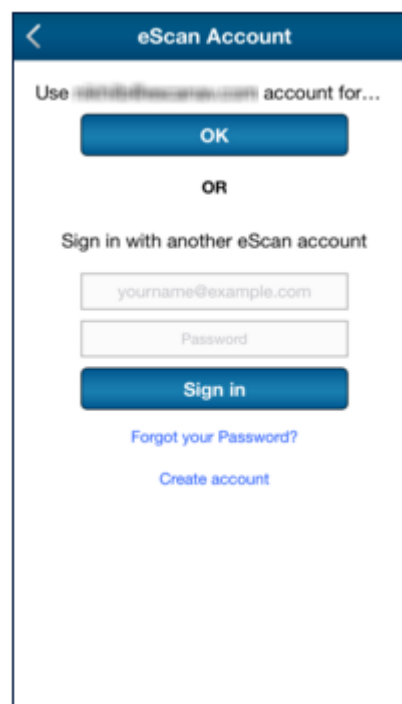 eScan Account
Use account for...
OK
OR
Sign in with another eScan account
yourname@example.com
Password
Sign in
Forgot your Password?
Create account